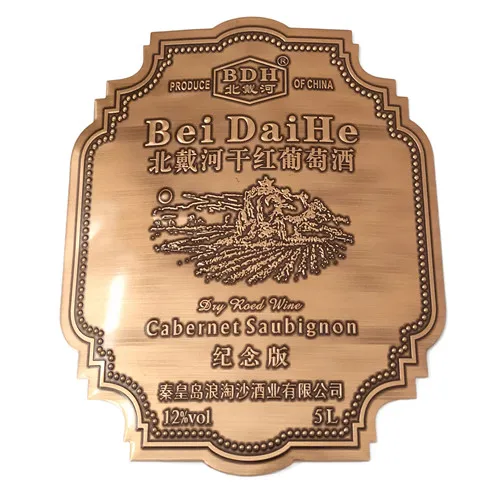 BDH®
北戴河
PRODUCE OF CHINA
Bei DaiHe
北戴河干红葡萄酒
Dry Roed Wine
Cabernet Saubignon
纪念版
秦皇岛浪淘沙酒业有限公司
12%vol 5L